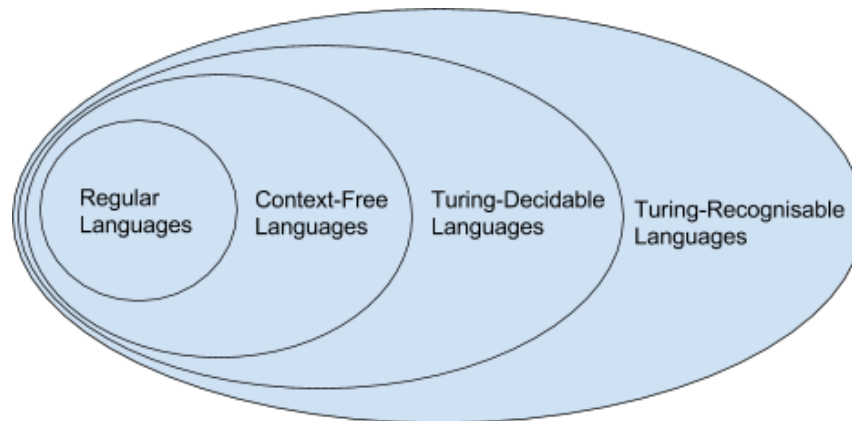 Regular
Languages
Context-Free
Languages
Turing-Decidable
Languages
Turing-Recognisable
Languages